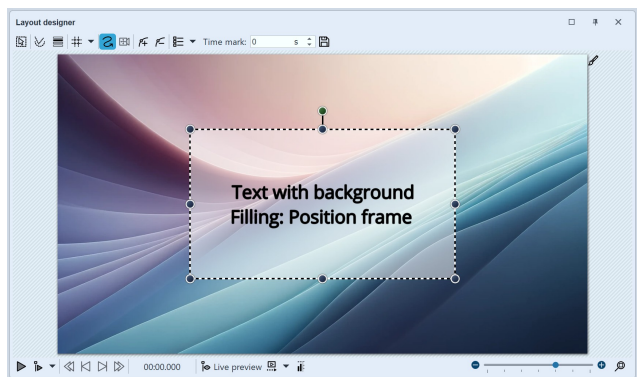 Layout designer
Time mark: 0 s
Text with background
Filling: Position frame
00:00.000 Live preview